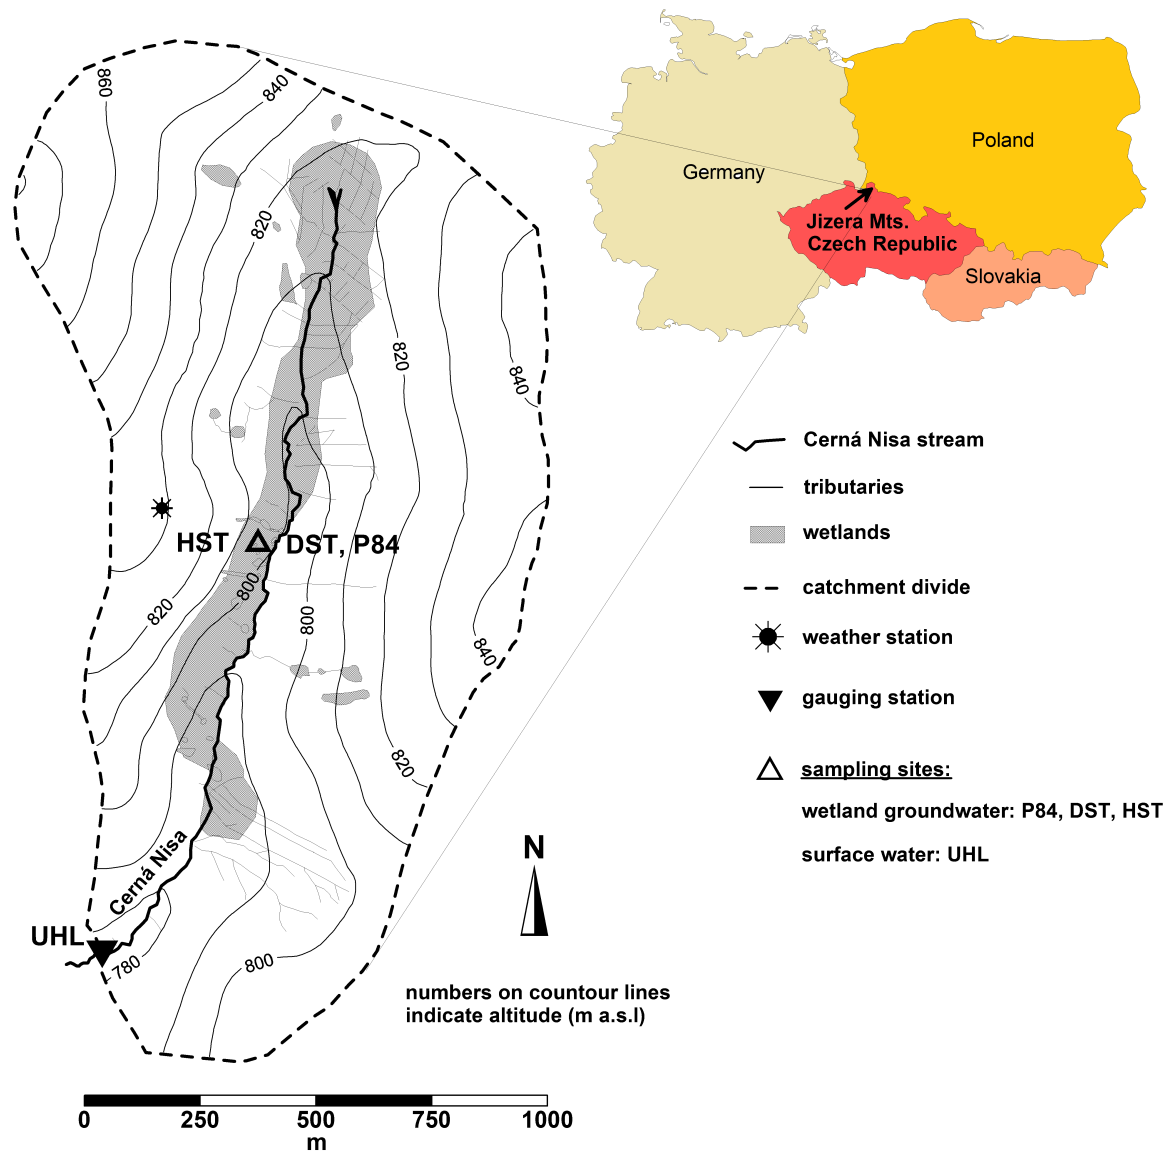 860
840
820
820
840
HST
DST, P84
800
820
800
840
820
Cerná Nisa
UHL
780
800
N
numbers on countour lines
indicate altitude (m a.s.l)
0
250
500
750
1000
m
Germany
Poland
Jizera Mts.
Czech Republic
Slovakia
Cerná Nisa stream
tributaries
wetlands
catchment divide
weather station
gauging station
sampling sites:
wetland groundwater: P84, DST, HST
surface water: UHL